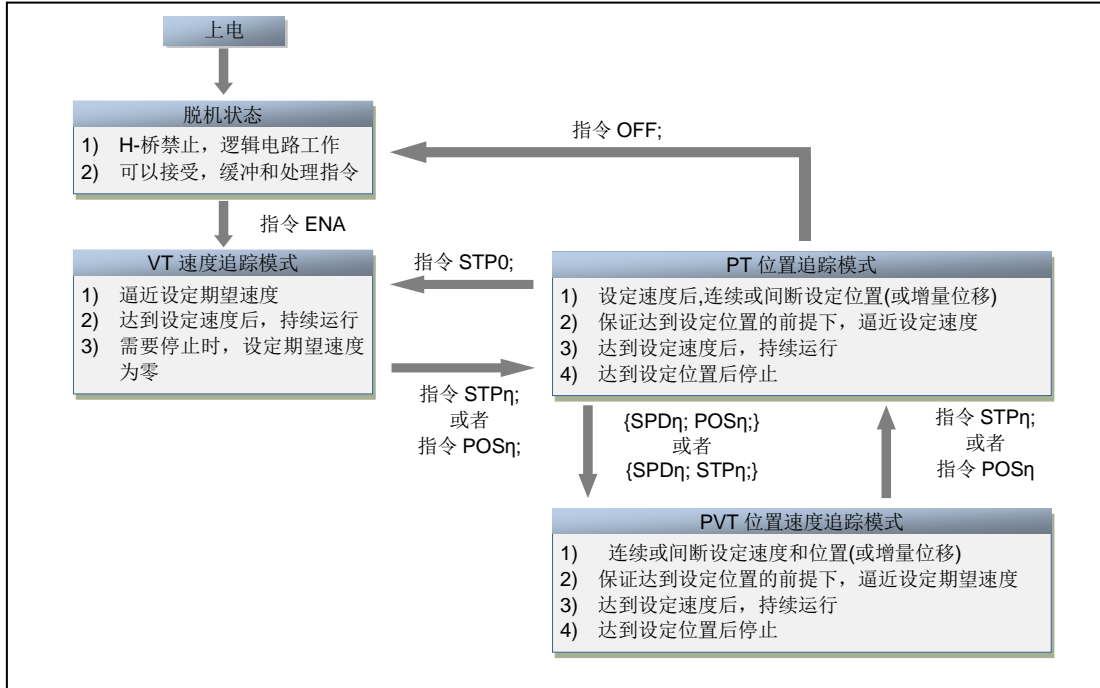 上电
脱机状态
1) H-桥禁止，逻辑电路工作
2) 可以接受，缓冲和处理指令
指令 OFF;
指令 ENA
VT 速度追踪模式
1) 逼近设定期望速度
2) 达到设定速度后，持续运行
3) 需要停止时，设定期望速度
为零
指令 STP0;
PT 位置追踪模式
1) 设定速度后,连续或间断设定位置(或增量位移)
2) 保证达到设定位置的前提下，逼近设定速度
3) 达到设定速度后，持续运行
4) 达到设定位置后停止
指令 STPη;
或者
指令 POSη;
{SPDη; POSη;}
或者
{SPDη; STPη;}
指令 STPη;
或者
指令 POSη
PVT 位置速度追踪模式
1) 连续或间断设定速度和位置(或增量位移)
2) 保证达到设定位置的前提下，逼近设定期望速度
3) 达到设定速度后，持续运行
4) 达到设定位置后停止